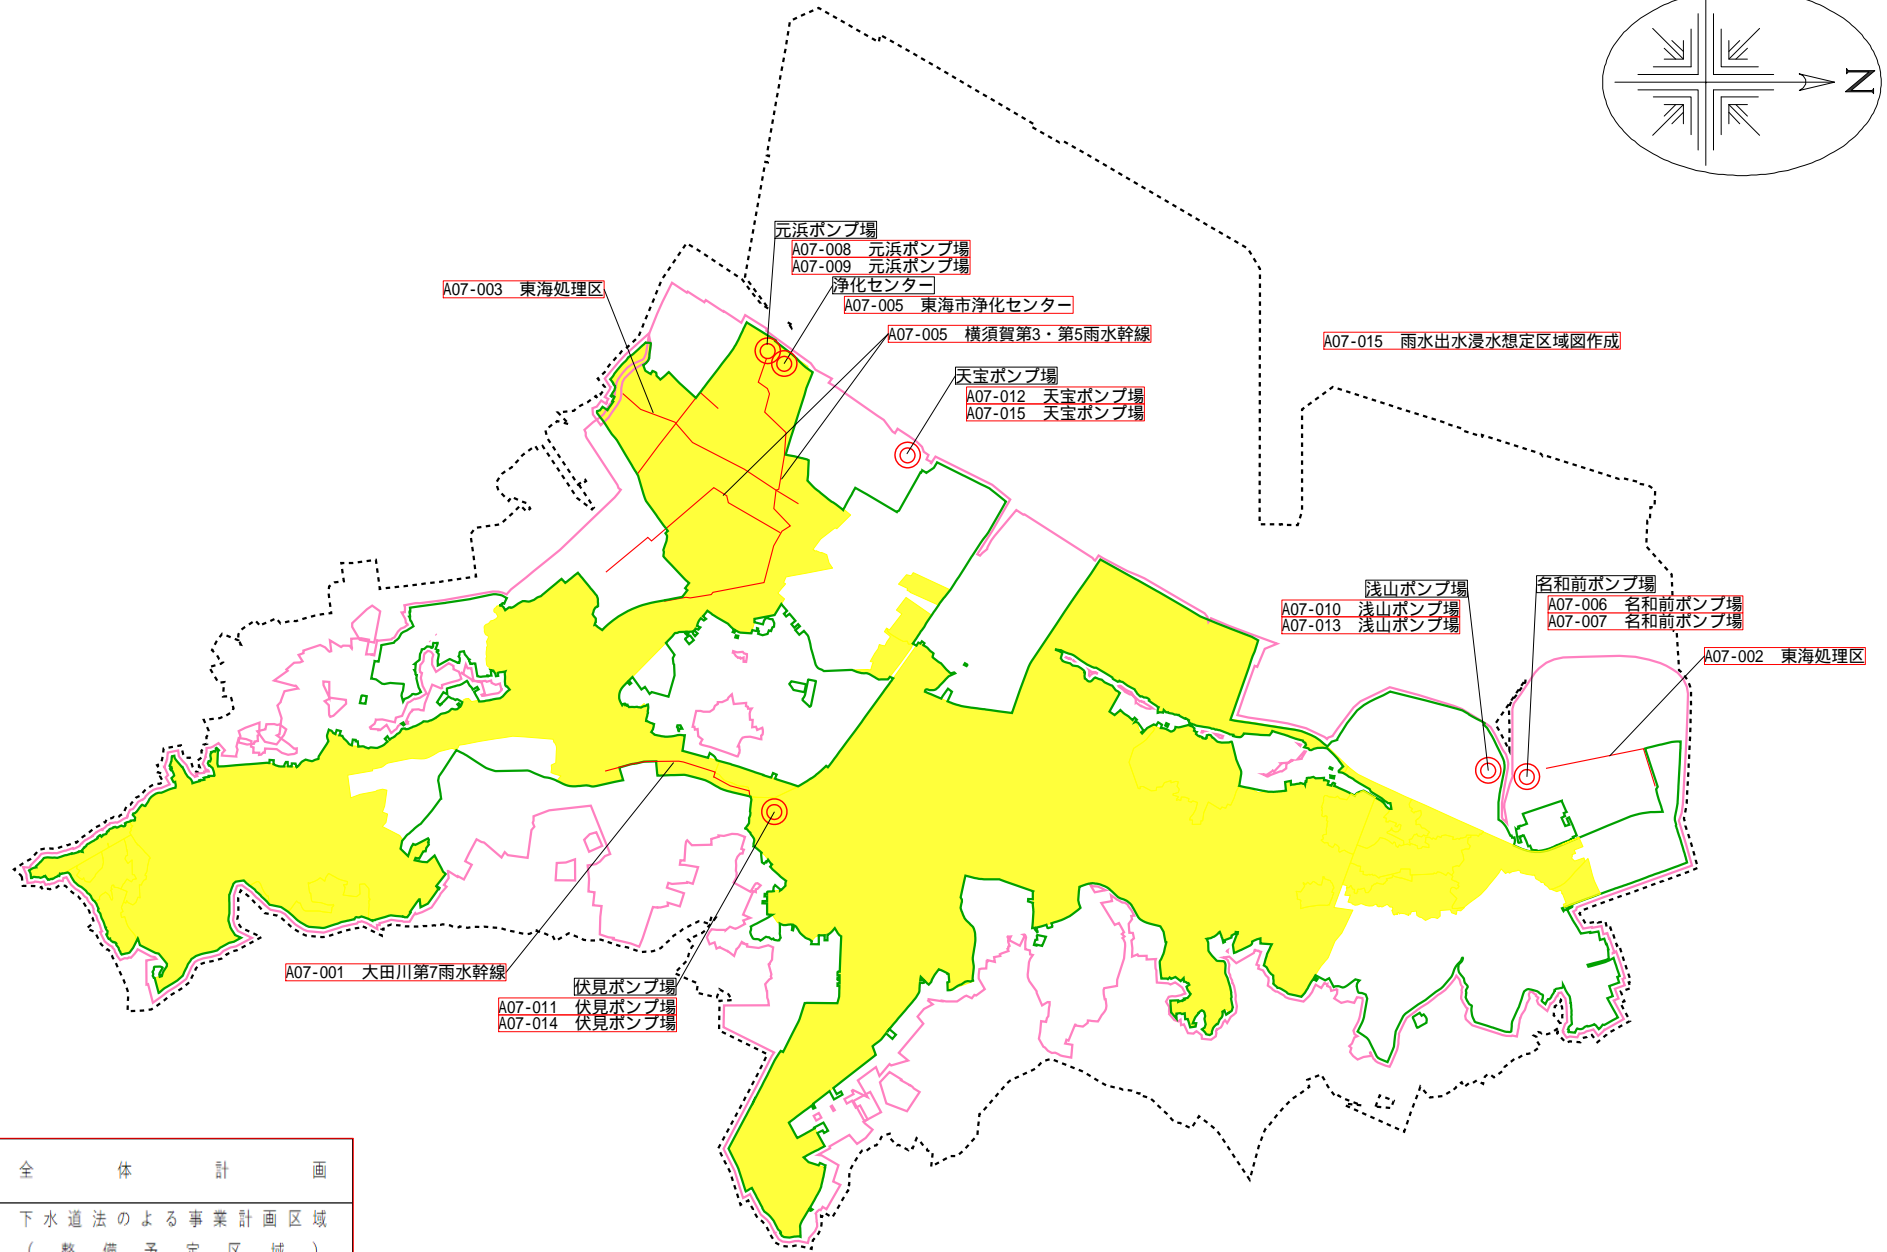 N
元浜ポンプ場
A07-008 元浜ポンプ場
A07-009 元浜ポンプ場
浄化センター
A07-005 東海市浄化センター
A07-003 東海処理区
A07-005 横須賀第3・第5雨水幹線
A07-015 雨水出水浸水想定区域図作成
天宝ポンプ場
A07-012 天宝ポンプ場
A07-015 天宝ポンプ場
浅山ポンプ場
A07-010 浅山ポンプ場
A07-013 浅山ポンプ場
名和前ポンプ場
A07-006 名和前ポンプ場
A07-007 名和前ポンプ場
A07-002 東海処理区
A07-001 大田川第7雨水幹線
伏見ポンプ場
A07-011 伏見ポンプ場
A07-014 伏見ポンプ場
全体計画
下水道法のよる事業計画区域
(整備予定区域)